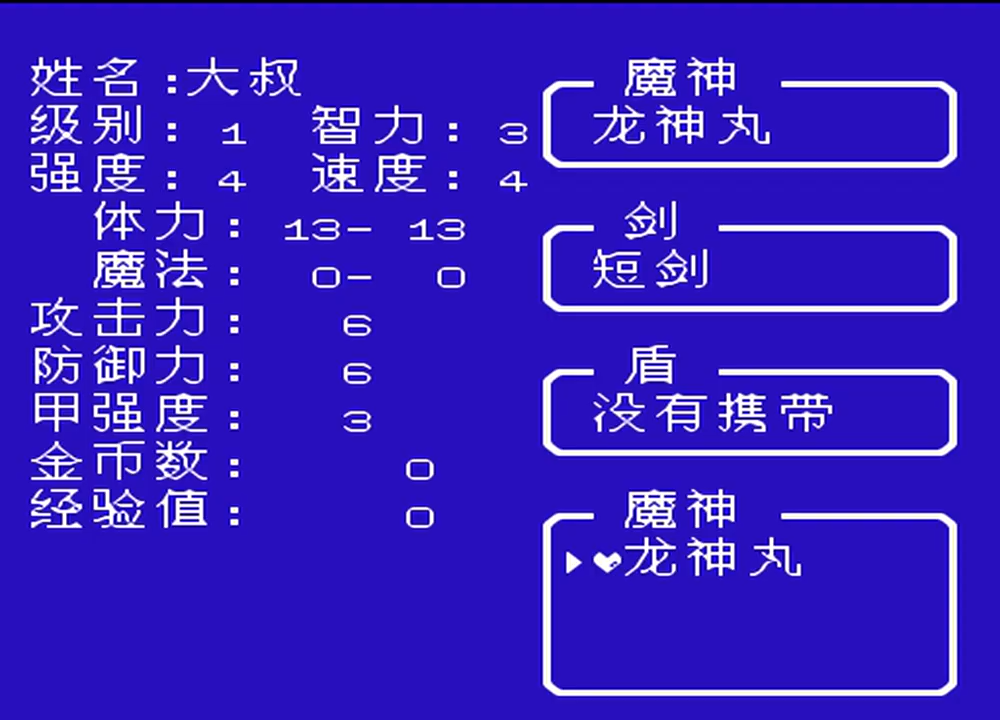 姓名:大叔
级别: 1 智力: 3
强度: 4 速度: 4
体力: 13- 13
魔法: 0- 0
攻击力: 6
防御力: 6
甲强度: 3
金币数: 0
经验值: 0
魔神
龙神丸
剑
短剑
盾
没有携带
魔神
▶♥龙神丸